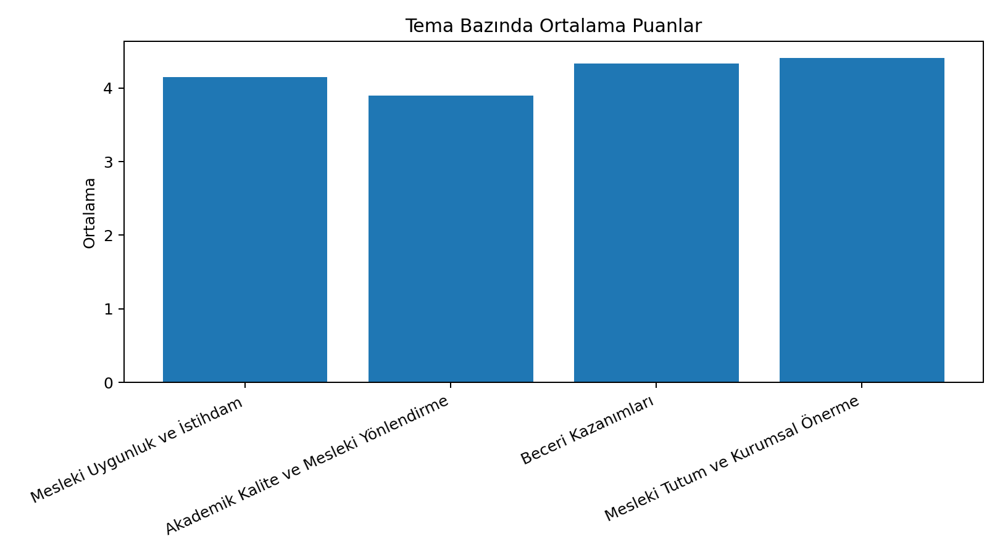 Tema Bazında Ortalama Puanlar
Ortalama
4
3
2
1
0
Mesleki Uygunluk ve İstihdam
Akademik Kalite ve Mesleki Yönlendirme
Beceri Kazanımları
Mesleki Tutum ve Kurumsal Önerme